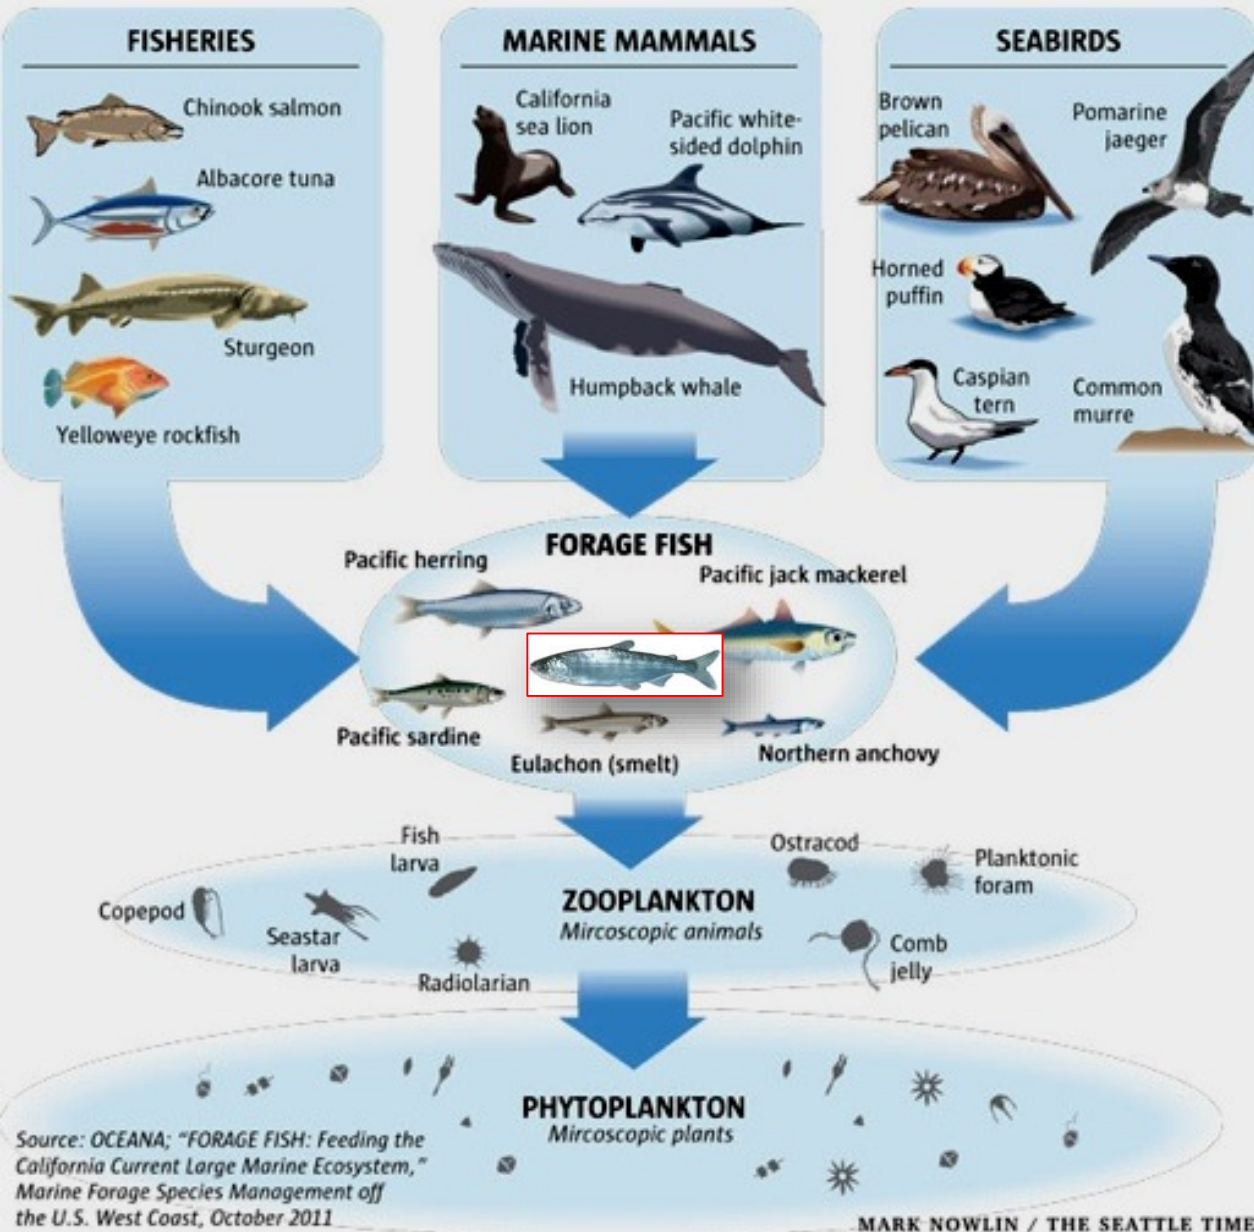 FISHERIES
Chinook salmon
Albacore tuna
Sturgeon
Yelloweye rockfish
MARINE MAMMALS
California
sea lion
Pacific white-
sided dolphin
Humpback whale
SEABIRDS
Brown
pelican
Pomarine
jaeger
Horned
puffin
Caspian
tern
Common
murre
FORAGE FISH
Pacific herring
Pacific jack mackerel
Pacific sardine
Eulachon (smelt)
Northern anchovy
Fish
larva
Ostracod
Planktonic
foram
Copepod
Seastar
larva
Radiolarian
ZOOPLANKTON
Mircoscopic animals
Comb
jelly
PHYTOPLANKTON
Mircoscopic plants
Source: OCEANA; "FORAGE FISH: Feeding the
California Current Large Marine Ecosystem,"
Marine Forage Species Management off
the U.S. West Coast, October 2011
MARK NOWLIN / THE SEATTLE TIME